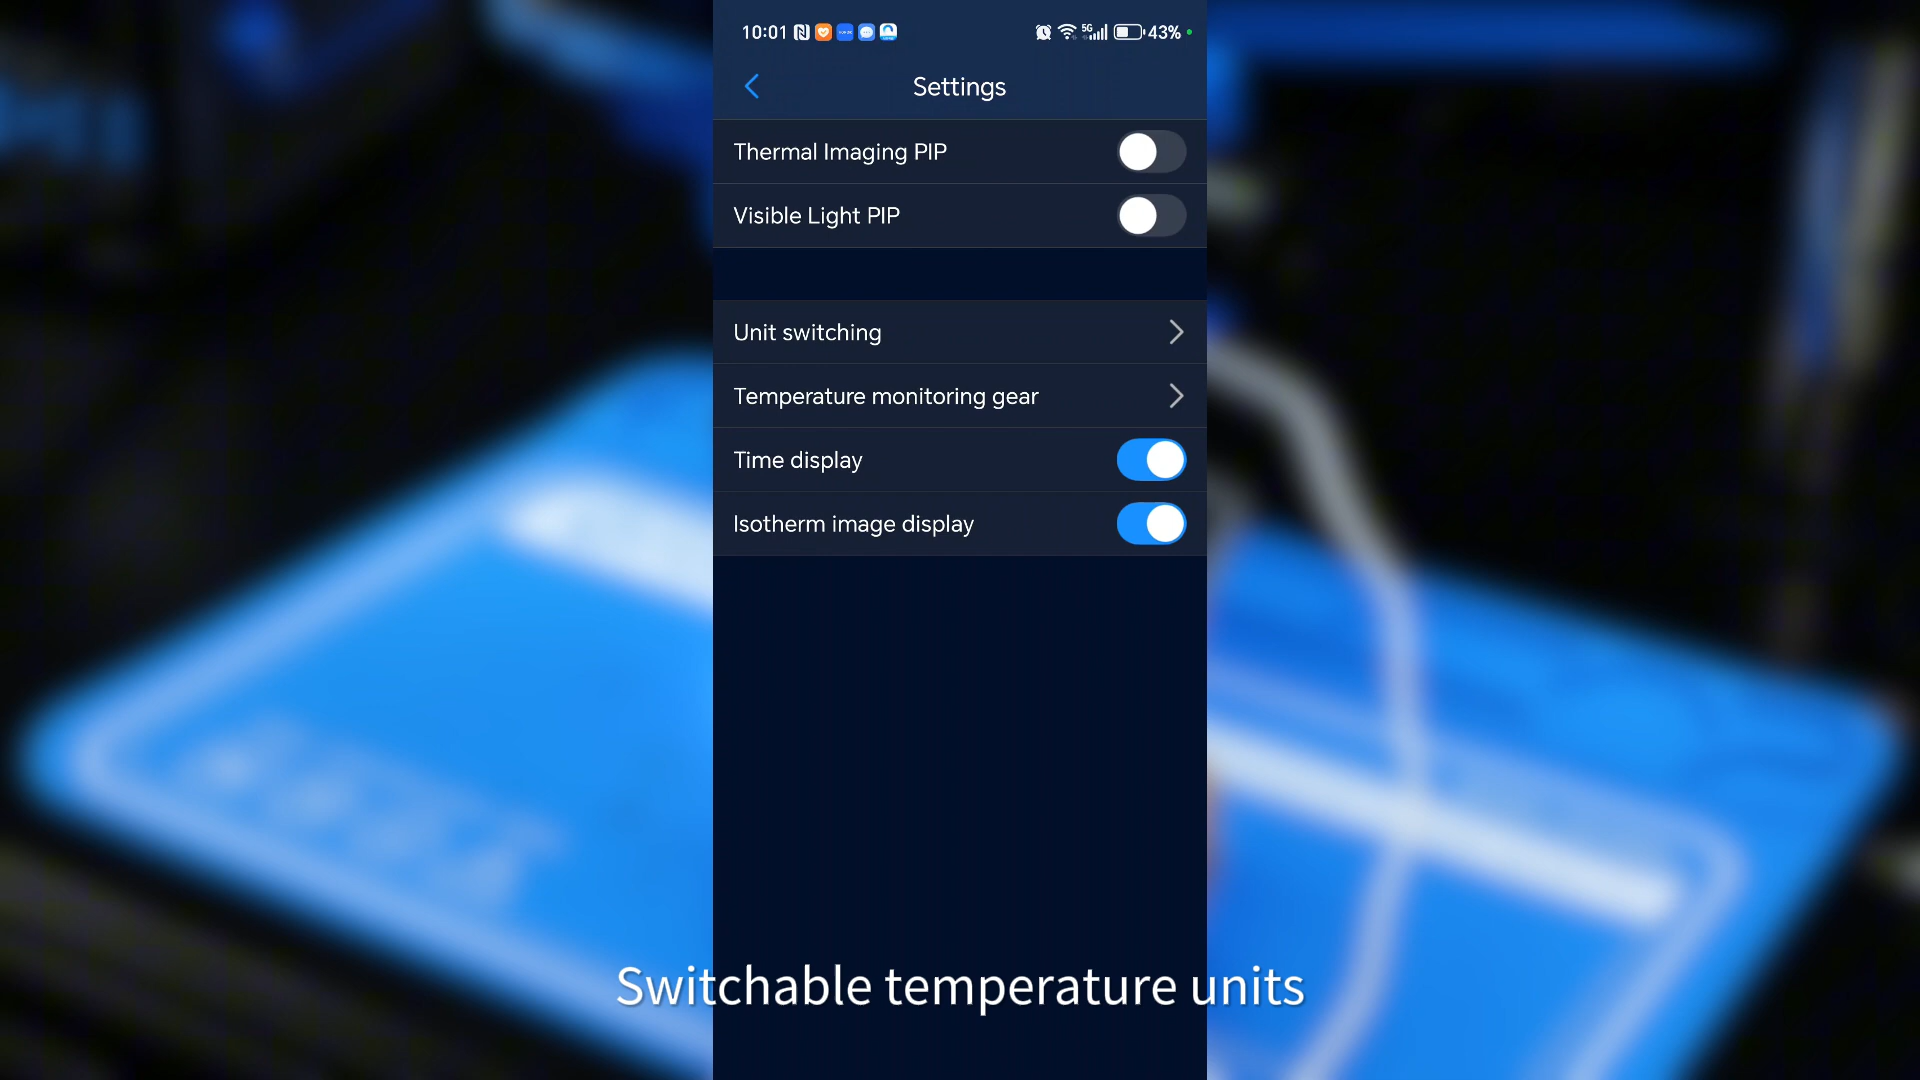 10:01
5G
43%
Settings
Thermal Imaging PIP
Visible Light PIP
Unit switching
Temperature monitoring gear
Time display
Isotherm image display
Switchable temperature units